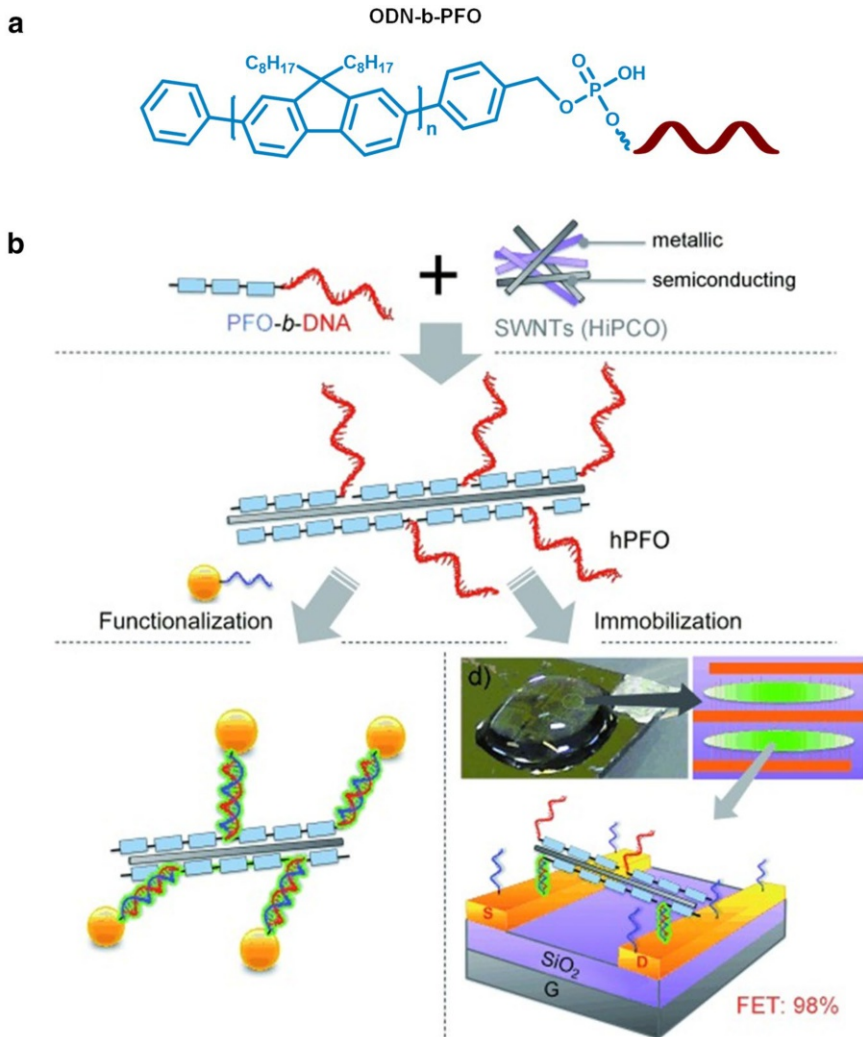 a
ODN-b-PFO
C₈H₁₇ C₈H₁₇
n
O
O P OH
O
b
PFO-b-DNA
+
metallic
semiconducting
SWNTs (HiPCO)
hPFO
Functionalization
Immobilization
d)
S
D
SiO₂
G
FET: 98%